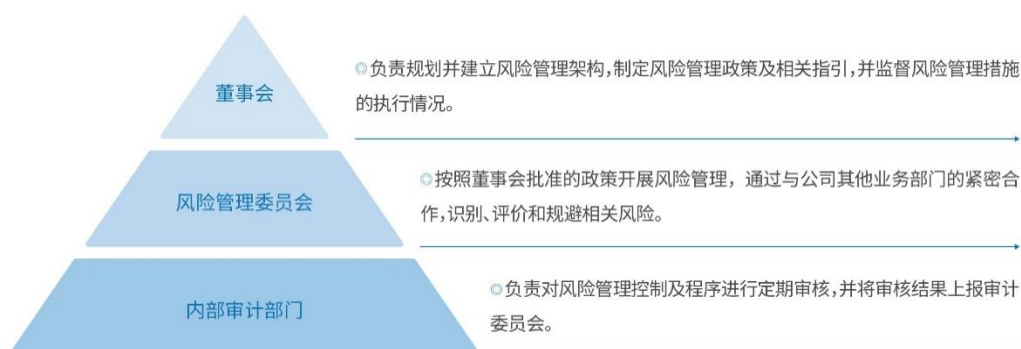 董事会
◎负责规划并建立风险管理架构,制定风险管理政策及相关指引,并监督风险管理措施
的执行情况。
风险管理委员会
◎按照董事会批准的政策开展风险管理，通过与公司其他业务部门的紧密合
作,识别、评价和规避相关风险。
内部审计部门
◎负责对风险管理控制及程序进行定期审核,并将审核结果上报审计
委员会。